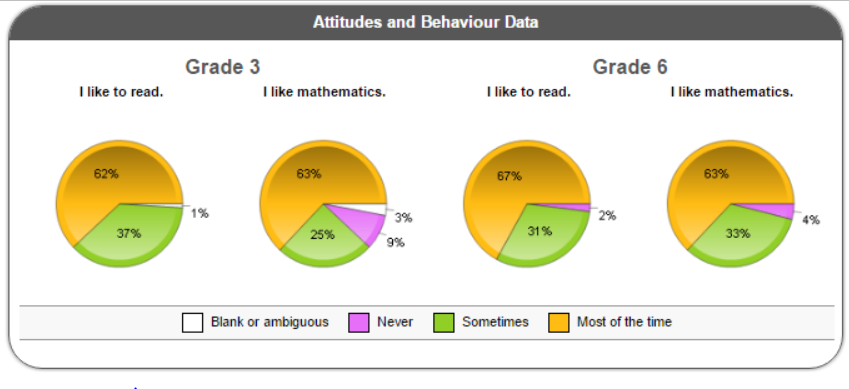 Attitudes and Behaviour Data
Grade 3
Grade 6
I like to read.
I like mathematics.
I like to read.
I like mathematics.
62%
1%
37%
63%
3%
9%
25%
67%
2%
31%
63%
4%
33%
Blank or ambiguous
Never
Sometimes
Most of the time